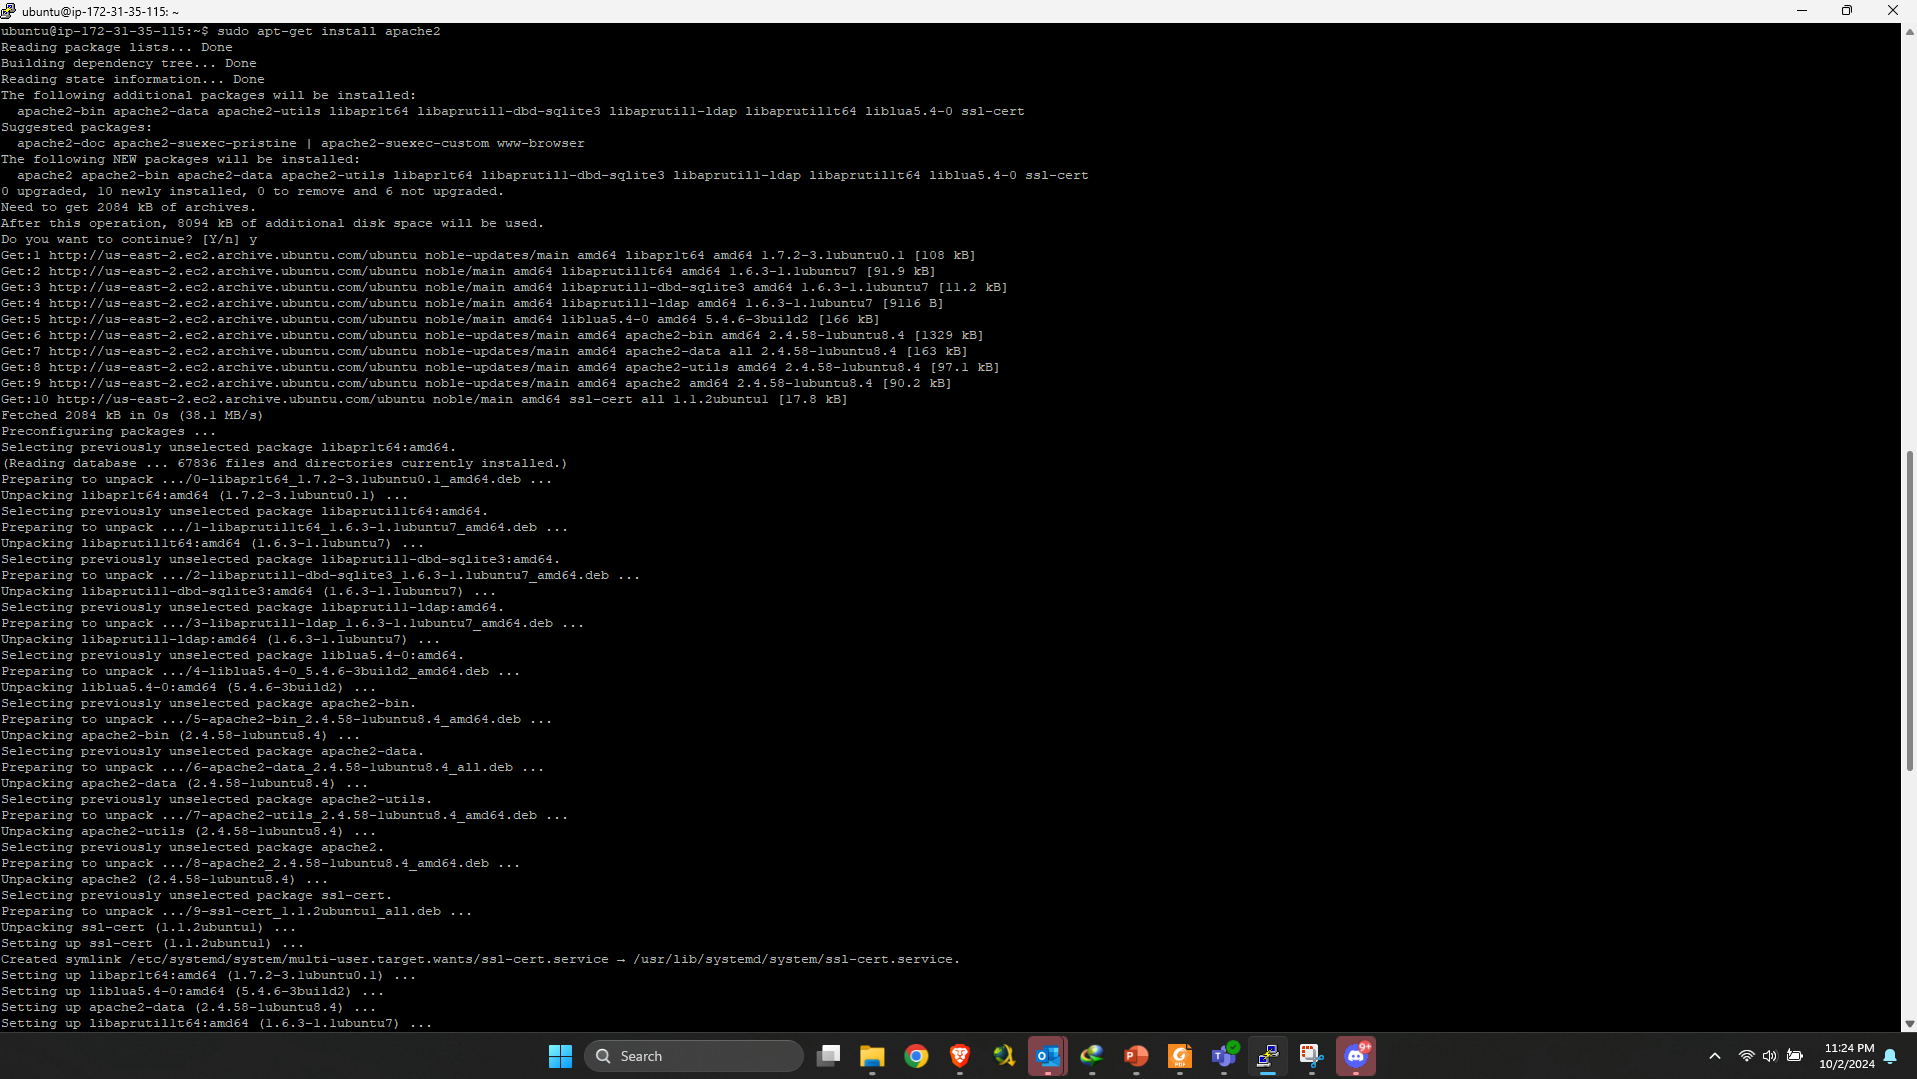 ubuntu@ip-172-31-35-115: ~
ubuntu@ip-172-31-35-115:~$ sudo apt-get install apache2
Reading package lists... Done
Building dependency tree... Done
Reading state information... Done
The following additional packages will be installed:
  apache2-bin apache2-data apache2-utils libapr1t64 libaprutil1-dbd-sqlite3 libaprutil1-ldap libaprutil1t64 liblua5.4-0 ssl-cert
Suggested packages:
  apache2-doc apache2-suexec-pristine | apache2-suexec-custom www-browser
The following NEW packages will be installed:
  apache2 apache2-bin apache2-data apache2-utils libapr1t64 libaprutil1-dbd-sqlite3 libaprutil1-ldap libaprutil1t64 liblua5.4-0 ssl-cert
0 upgraded, 10 newly installed, 0 to remove and 6 not upgraded.
Need to get 2084 kB of archives.
After this operation, 8094 kB of additional disk space will be used.
Do you want to continue? [Y/n] y
Get:1 http://us-east-2.ec2.archive.ubuntu.com/ubuntu noble-updates/main amd64 libapr1t64 amd64 1.7.2-3.1ubuntu0.1 [108 kB]
Get:2 http://us-east-2.ec2.archive.ubuntu.com/ubuntu noble/main amd64 libaprutil1t64 amd64 1.6.3-1.1ubuntu7 [91.9 kB]
Get:3 http://us-east-2.ec2.archive.ubuntu.com/ubuntu noble/main amd64 libaprutil1-dbd-sqlite3 amd64 1.6.3-1.1ubuntu7 [11.2 kB]
Get:4 http://us-east-2.ec2.archive.ubuntu.com/ubuntu noble/main amd64 libaprutil1-ldap amd64 1.6.3-1.1ubuntu7 [9116 B]
Get:5 http://us-east-2.ec2.archive.ubuntu.com/ubuntu noble/main amd64 liblua5.4-0 amd64 5.4.6-3build2 [166 kB]
Get:6 http://us-east-2.ec2.archive.ubuntu.com/ubuntu noble-updates/main amd64 apache2-bin amd64 2.4.58-1ubuntu8.4 [1329 kB]
Get:7 http://us-east-2.ec2.archive.ubuntu.com/ubuntu noble-updates/main amd64 apache2-data all 2.4.58-1ubuntu8.4 [163 kB]
Get:8 http://us-east-2.ec2.archive.ubuntu.com/ubuntu noble-updates/main amd64 apache2-utils amd64 2.4.58-1ubuntu8.4 [97.1 kB]
Get:9 http://us-east-2.ec2.archive.ubuntu.com/ubuntu noble-updates/main amd64 apache2 amd64 2.4.58-1ubuntu8.4 [90.2 kB]
Get:10 http://us-east-2.ec2.archive.ubuntu.com/ubuntu noble/main amd64 ssl-cert all 1.1.2ubuntu1 [17.8 kB]
Fetched 2084 kB in 0s (38.1 MB/s)
Preconfiguring packages ...
Selecting previously unselected package libapr1t64:amd64.
(Reading database ... 67836 files and directories currently installed.)
Preparing to unpack .../0-libapr1t64_1.7.2-3.1ubuntu0.1_amd64.deb ...
Unpacking libapr1t64:amd64 (1.7.2-3.1ubuntu0.1) ...
Selecting previously unselected package libaprutil1t64:amd64.
Preparing to unpack .../1-libaprutil1t64_1.6.3-1.1ubuntu7_amd64.deb ...
Unpacking libaprutil1t64:amd64 (1.6.3-1.1ubuntu7) ...
Selecting previously unselected package libaprutil1-dbd-sqlite3:amd64.
Preparing to unpack .../2-libaprutil1-dbd-sqlite3_1.6.3-1.1ubuntu7_amd64.deb ...
Unpacking libaprutil1-dbd-sqlite3:amd64 (1.6.3-1.1ubuntu7) ...
Selecting previously unselected package libaprutil1-ldap:amd64.
Preparing to unpack .../3-libaprutil1-ldap_1.6.3-1.1ubuntu7_amd64.deb ...
Unpacking libaprutil1-ldap:amd64 (1.6.3-1.1ubuntu7) ...
Selecting previously unselected package liblua5.4-0:amd64.
Preparing to unpack .../4-liblua5.4-0_5.4.6-3build2_amd64.deb ...
Unpacking liblua5.4-0:amd64 (5.4.6-3build2) ...
Selecting previously unselected package apache2-bin.
Preparing to unpack .../5-apache2-bin_2.4.58-1ubuntu8.4_amd64.deb ...
Unpacking apache2-bin (2.4.58-1ubuntu8.4) ...
Selecting previously unselected package apache2-data.
Preparing to unpack .../6-apache2-data_2.4.58-1ubuntu8.4_all.deb ...
Unpacking apache2-data (2.4.58-1ubuntu8.4) ...
Selecting previously unselected package apache2-utils.
Preparing to unpack .../7-apache2-utils_2.4.58-1ubuntu8.4_amd64.deb ...
Unpacking apache2-utils (2.4.58-1ubuntu8.4) ...
Selecting previously unselected package apache2.
Preparing to unpack .../8-apache2_2.4.58-1ubuntu8.4_amd64.deb ...
Unpacking apache2 (2.4.58-1ubuntu8.4) ...
Selecting previously unselected package ssl-cert.
Preparing to unpack .../9-ssl-cert_1.1.2ubuntu1_all.deb ...
Unpacking ssl-cert (1.1.2ubuntu1) ...
Setting up ssl-cert (1.1.2ubuntu1) ...
Created symlink /etc/systemd/system/multi-user.target.wants/ssl-cert.service → /usr/lib/systemd/system/ssl-cert.service.
Setting up libapr1t64:amd64 (1.7.2-3.1ubuntu0.1) ...
Setting up liblua5.4-0:amd64 (5.4.6-3build2) ...
Setting up apache2-data (2.4.58-1ubuntu8.4) ...
Setting up libaprutil1t64:amd64 (1.6.3-1.1ubuntu7) ...
Search
9+
11:24 PM
10/2/2024